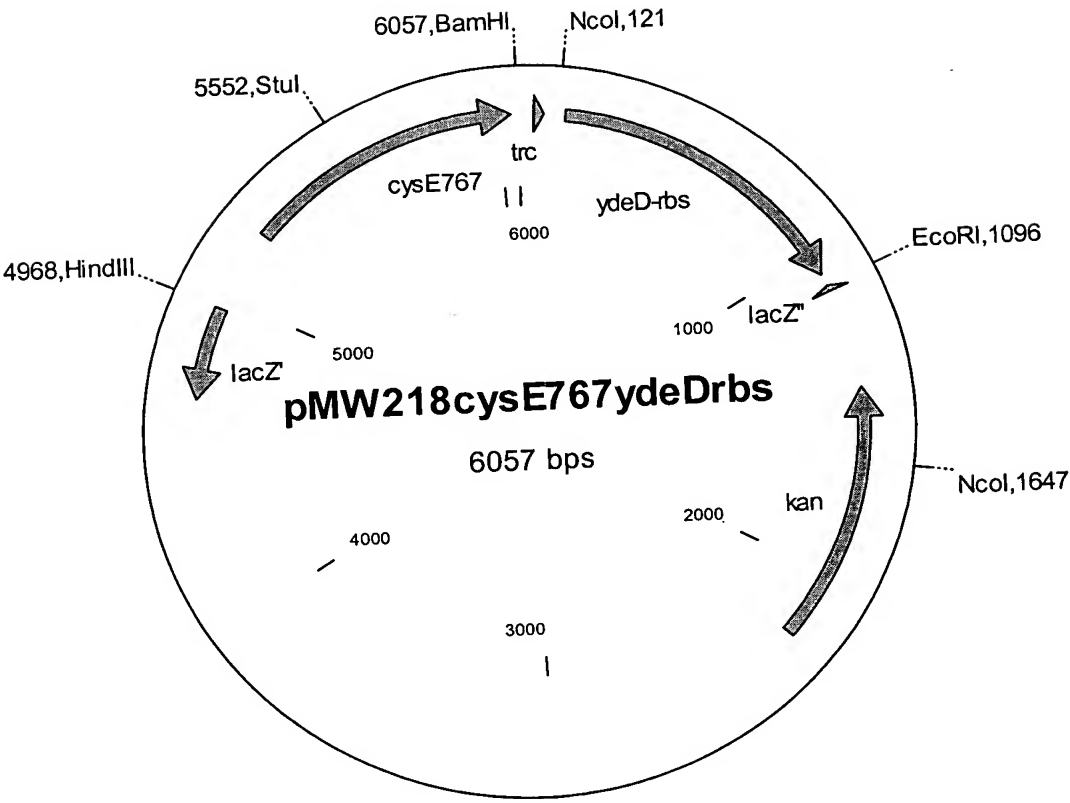 6057,BamHI
NcoI,121
5552,StuI
trc
cysE767
ydeD-rbs
6000
EcoRI,1096
4968,HindIII
1000
lacZ"
5000
lacZ'
pMW218cysE767ydeDrbs
6057 bps
NcoI,1647
kan
2000
4000
3000